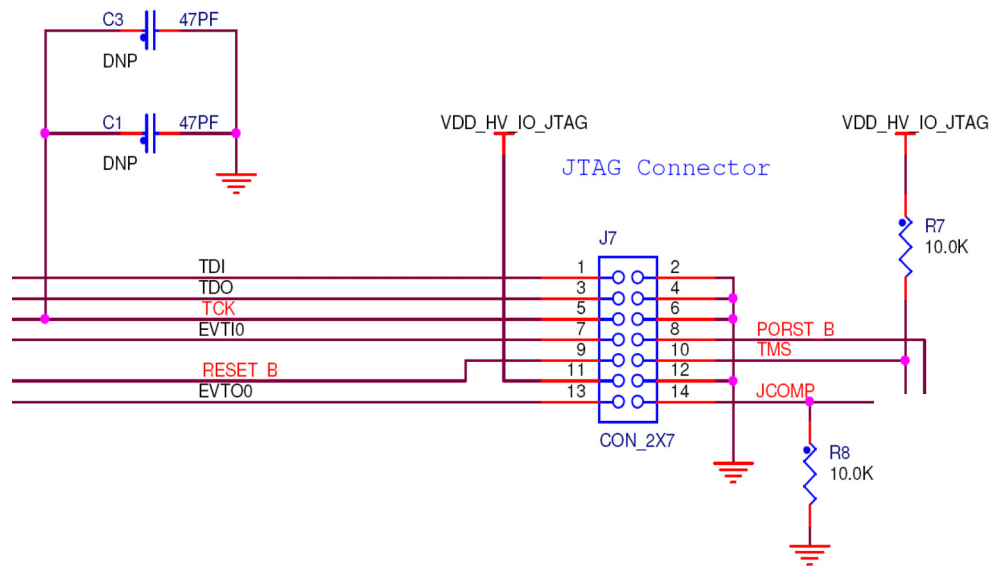 C3 47PF
DNP
C1 47PF
DNP
VDD_HV_IO_JTAG
VDD_HV_IO_JTAG
JTAG Connector
R7
10.0K
J7
TDI 1 2
TDO 3 4
TCK 5 6
EVTI0 7 8 PORST_B
9 10 TMS
RESET_B 11 12
EVTO0 13 14 JCOMP
CON_2X7
R8
10.0K